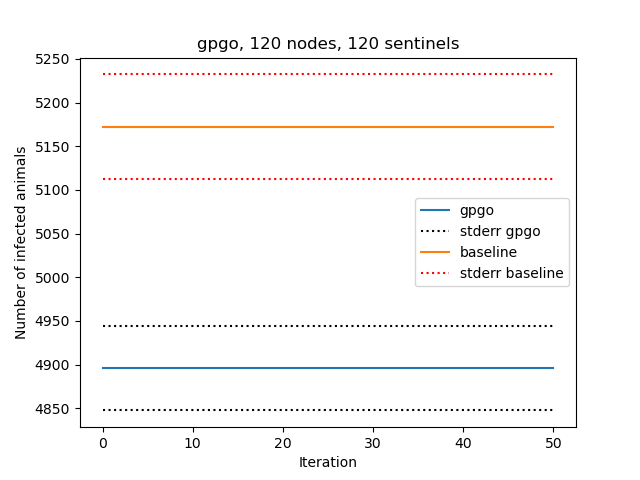 gpgo, 120 nodes, 120 sentinels
Number of infected animals
5250
5200
5150
5100
5050
5000
4950
4900
4850
gpgo
stderr gpgo
baseline
stderr baseline
0
10
20
30
40
50
Iteration